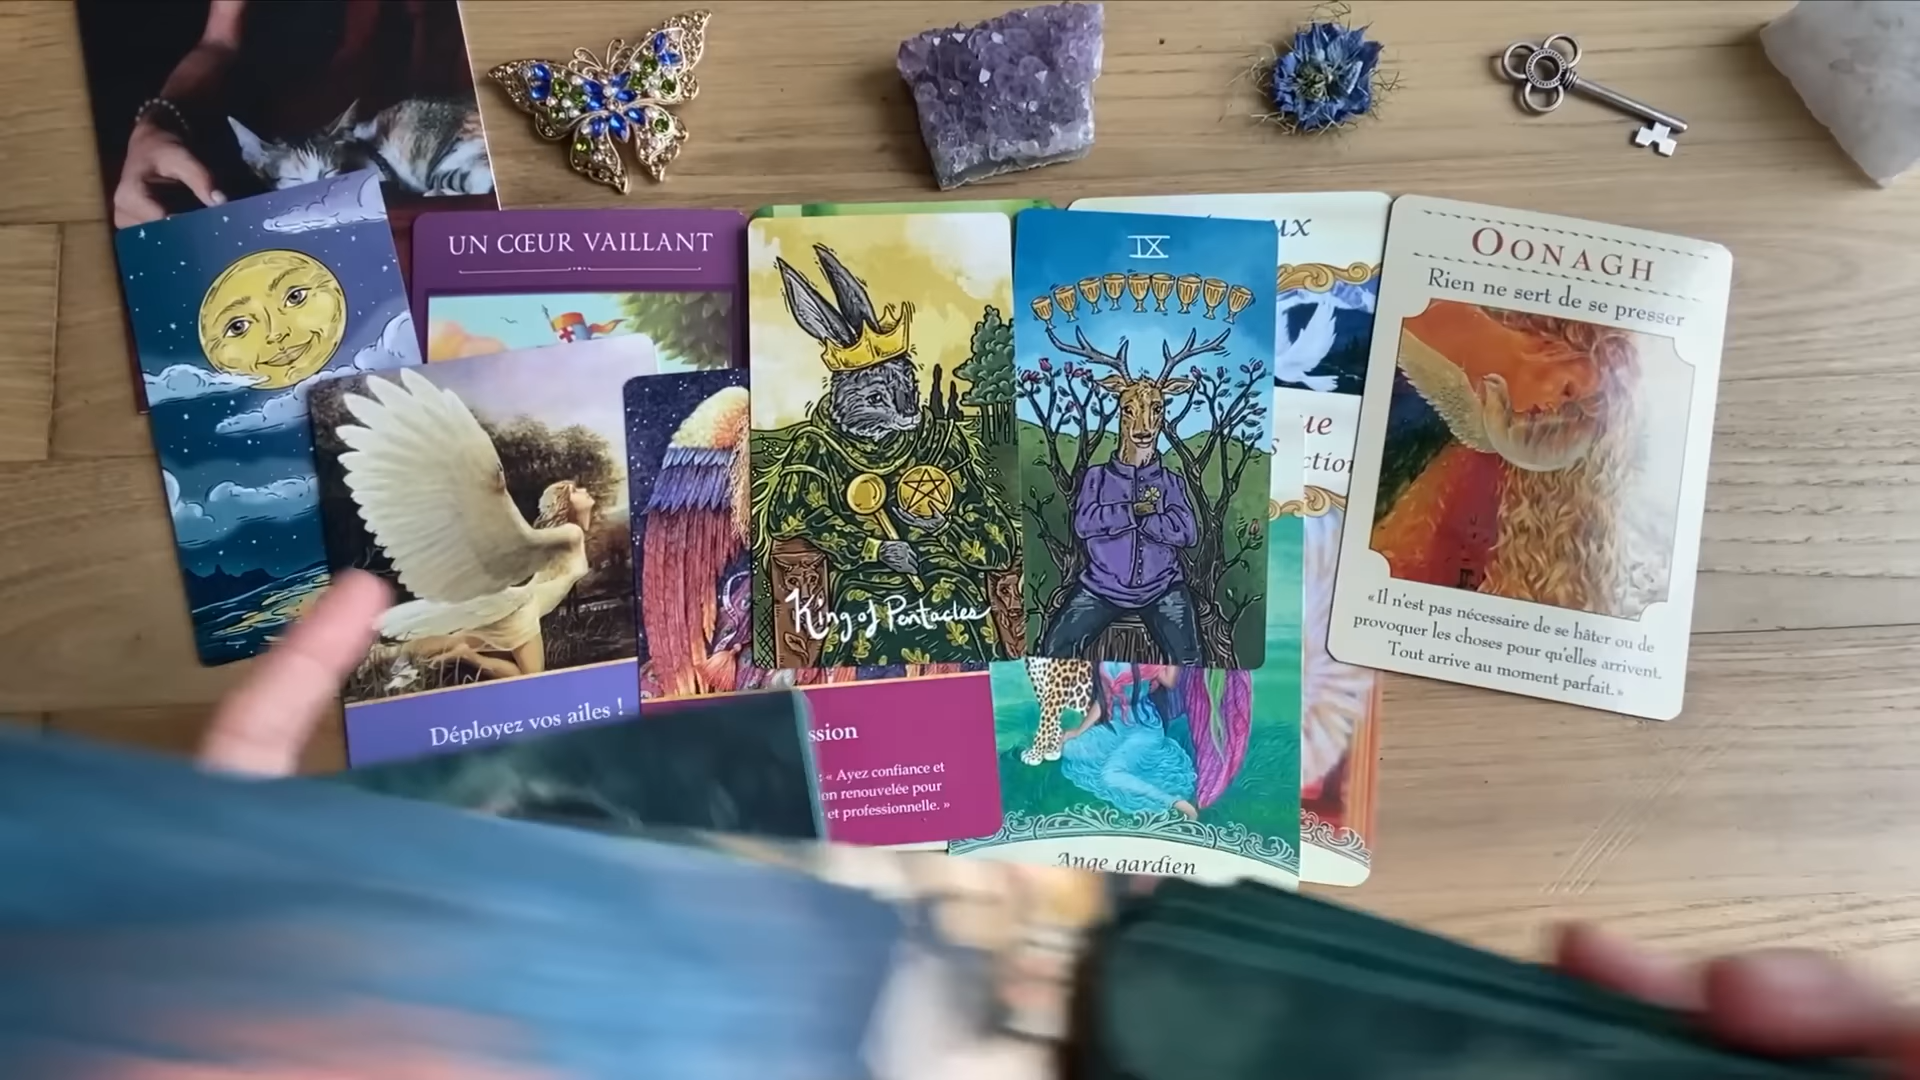 UN CŒUR VAILLANT
IX
OONAGH
Rien ne sert de se presser
King of Pentacles
«Il n'est pas nécessaire de se hâter ou de
provoquer les choses pour qu'elles arrivent.
Tout arrive au moment parfait.»
Déployez vos ailes !
: « Ayez confiance et
renouvelée pour
et professionnelle. »
Ange gardien